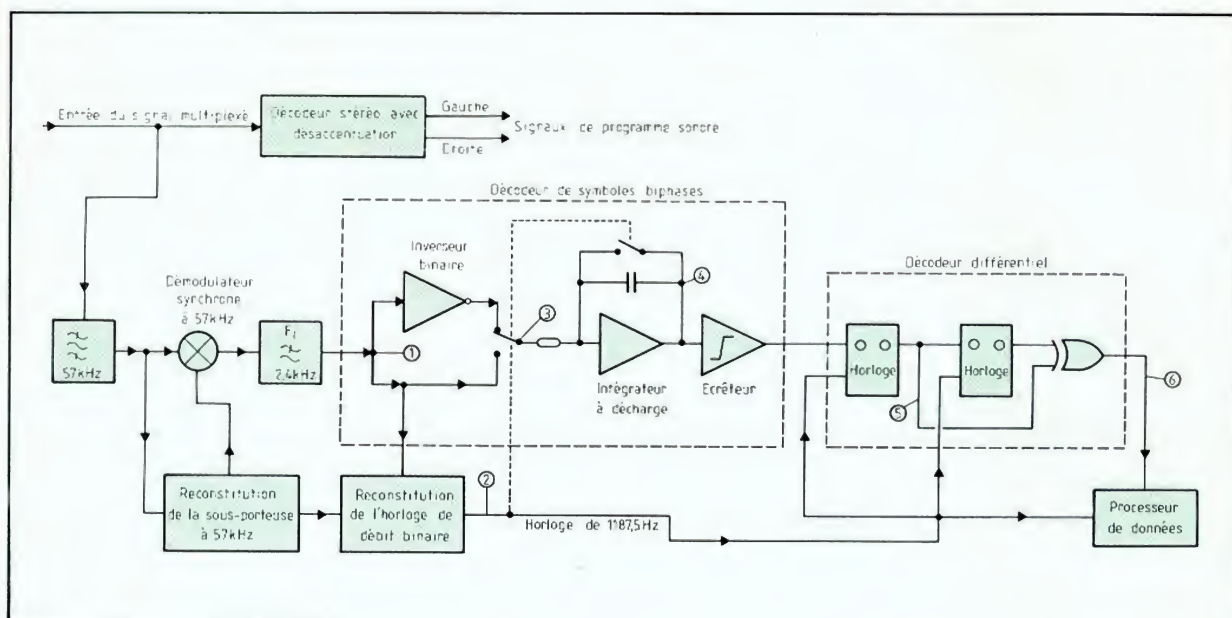 Entrée du signal multiplexé
Décodeur stéréo avec
désaccentuation
Gauche
Droite
Signaux de programme sonore
Décodeur de symboles biphases
Inverseur
binaire
Démodulateur
synchrone
à 57kHz
57kHz
2,4kHz
①
③
④
Intégrateur
à décharge
Ecrêteur
Décodeur différentiel
Horloge
Horloge
⑤
⑥
Reconstitution
de la sous-porteuse
à 57kHz
Reconstitution
de l'horloge de
débit binaire
②
Horloge de 1187,5Hz
Processeur
de données